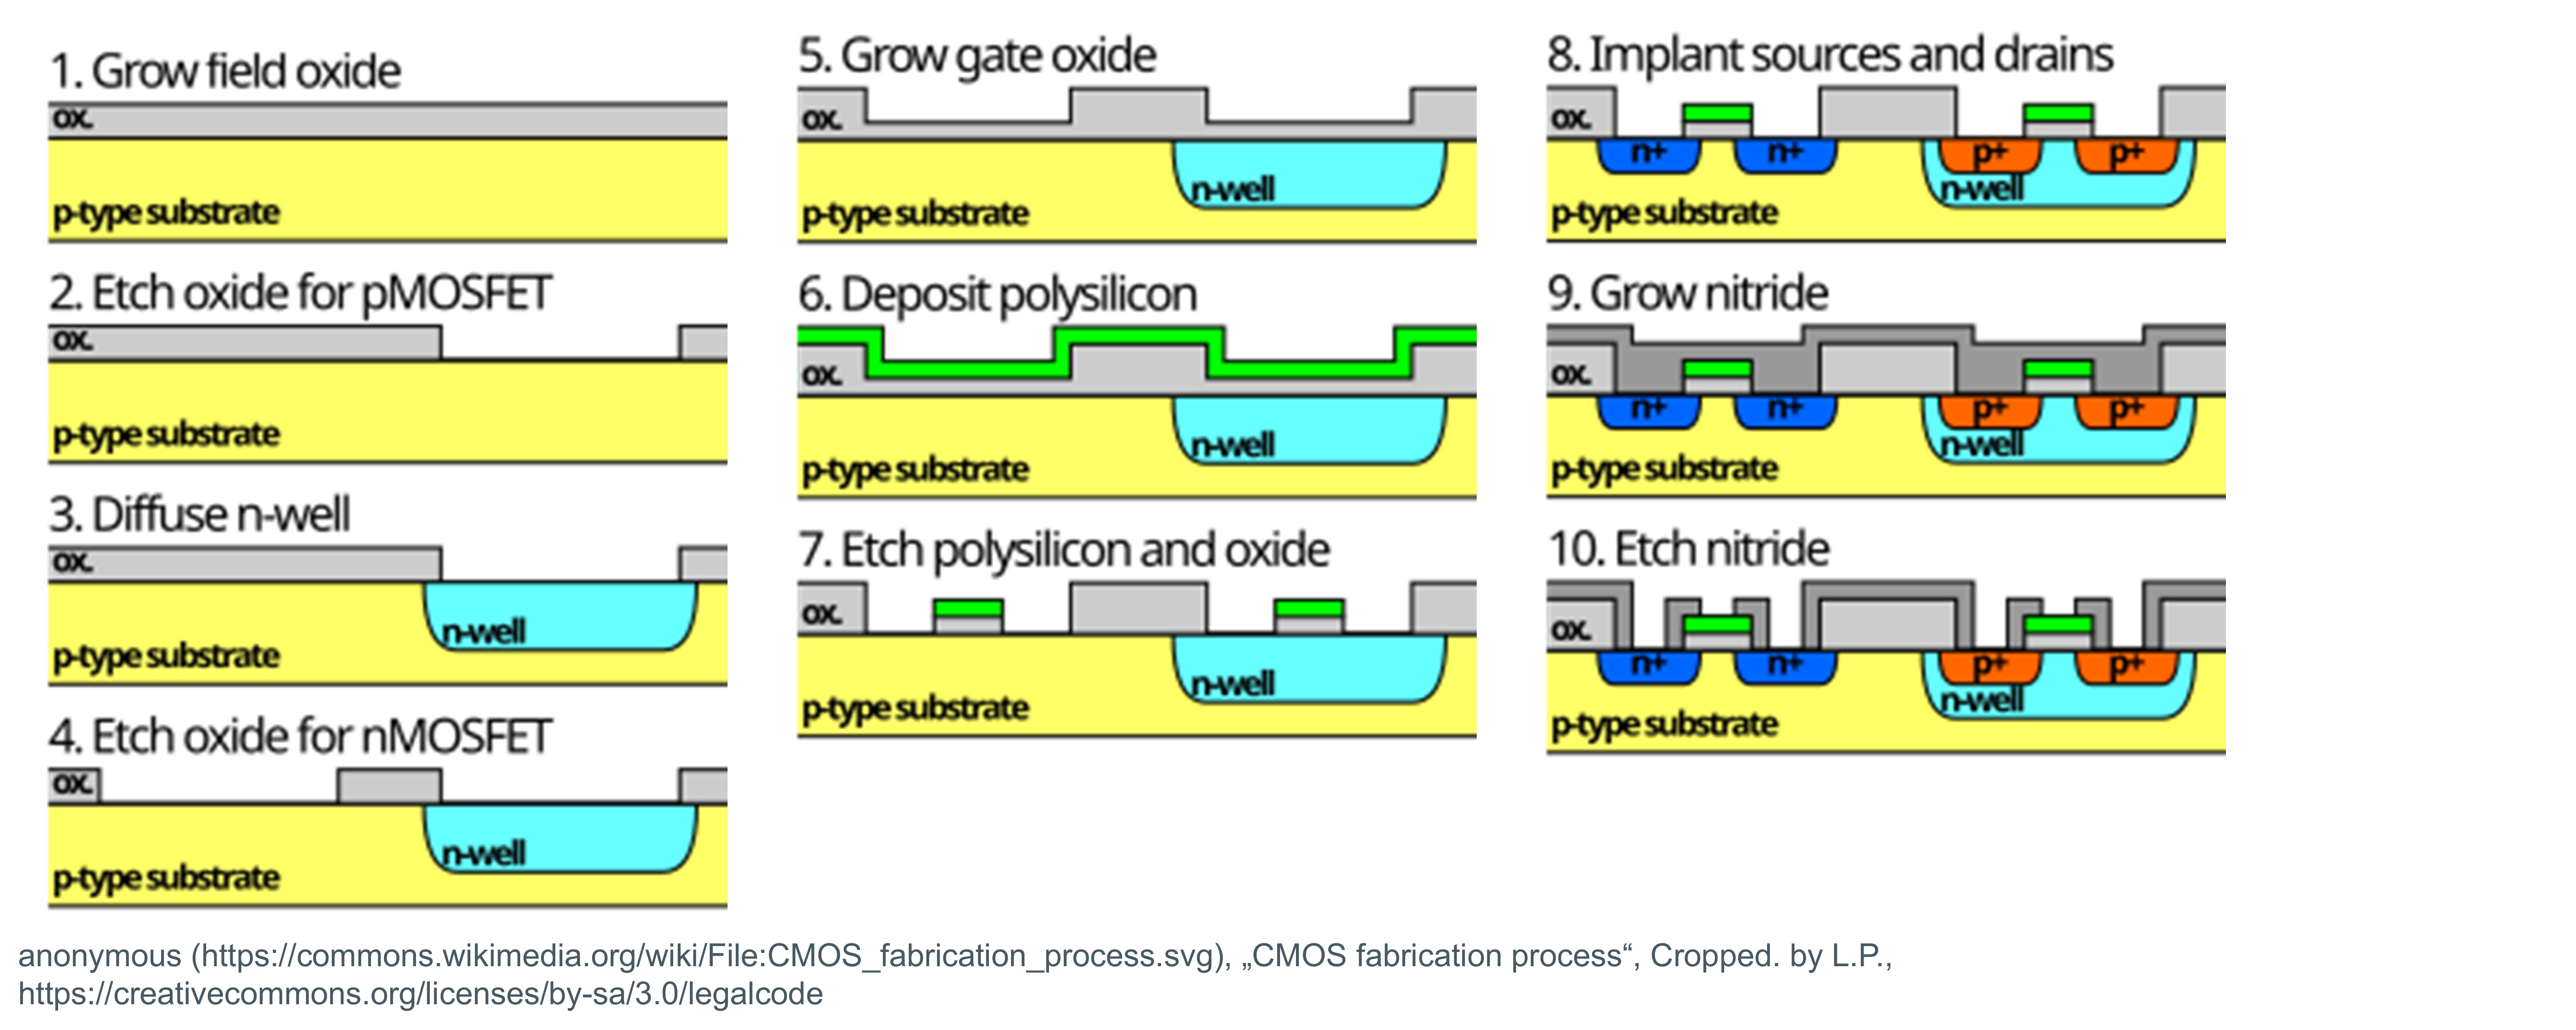 1. Grow field oxide
ox.
p-type substrate
2. Etch oxide for pMOSFET
ox.
p-type substrate
3. Diffuse n-well
ox.
n-well
p-type substrate
4. Etch oxide for nMOSFET
ox.
n-well
p-type substrate
5. Grow gate oxide
ox.
n-well
p-type substrate
6. Deposit polysilicon
ox.
n-well
p-type substrate
7. Etch polysilicon and oxide
ox.
n-well
p-type substrate
8. Implant sources and drains
ox.
n+ n+ p+ p+
n-well
p-type substrate
9. Grow nitride
ox.
n+ n+ p+ p+
n-well
p-type substrate
10. Etch nitride
ox.
n+ n+ p+ p+
n-well
p-type substrate
anonymous (https://commons.wikimedia.org/wiki/File:CMOS_fabrication_process.svg), „CMOS fabrication process“, Cropped. by L.P.,
https://creativecommons.org/licenses/by-sa/3.0/legalcode